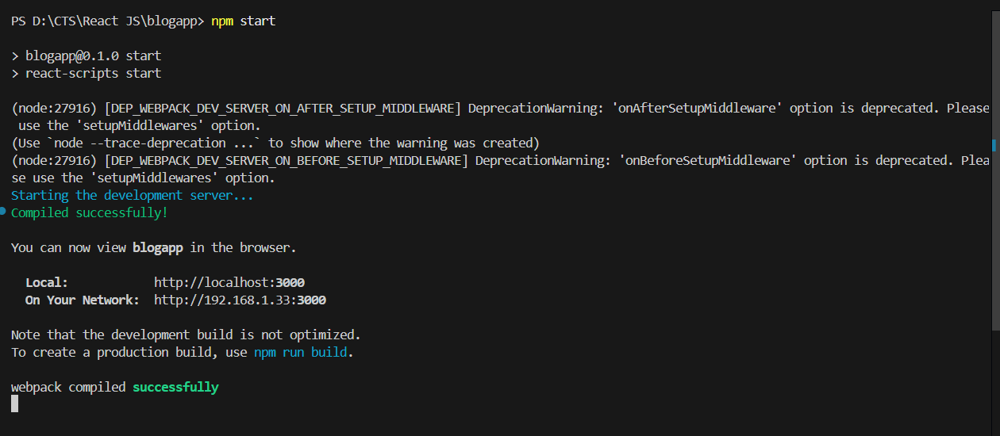 PS D:\CTS\React JS\blogapp> npm start
> blogapp@0.1.0 start
> react-scripts start
(node:27916) [DEP_WEBPACK_DEV_SERVER_ON_AFTER_SETUP_MIDDLEWARE] DeprecationWarning: 'onAfterSetupMiddleware' option is deprecated. Please
 use the 'setupMiddlewares' option.
(Use `node --trace-deprecation ...` to show where the warning was created)
(node:27916) [DEP_WEBPACK_DEV_SERVER_ON_BEFORE_SETUP_MIDDLEWARE] DeprecationWarning: 'onBeforeSetupMiddleware' option is deprecated. Plea
se use the 'setupMiddlewares' option.
Starting the development server...
Compiled successfully!
You can now view blogapp in the browser.
  Local:            http://localhost:3000
  On Your Network:  http://192.168.1.33:3000
Note that the development build is not optimized.
To create a production build, use npm run build.
webpack compiled successfully